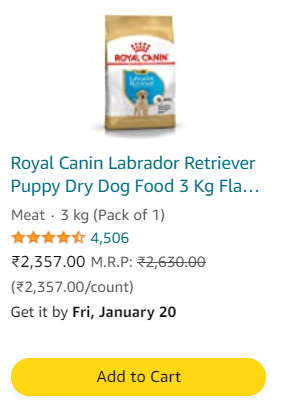 ROYAL CANIN
Labrador
Retriever
Royal Canin Labrador Retriever
Puppy Dry Dog Food 3 Kg Fla…
Meat · 3 kg (Pack of 1)
4,506
₹2,357.00 M.R.P: ₹2,630.00
(₹2,357.00/count)
Get it by Fri, January 20
Add to Cart